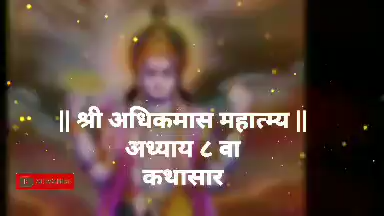 || श्री अधिकमास महात्म्य ||
अध्याय ८ वा
कथासार